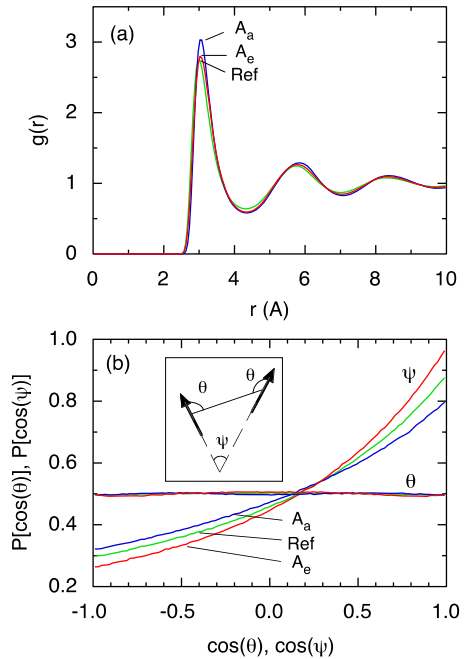 (a)
A_a
A_e
Ref
3
2
1
0
g(r)
0 2 4 6 8 10
r (A)
(b)
1.0
0.8
0.6
0.4
0.2
P[cos(θ)], P[cos(ψ)]
θ
θ
ψ
ψ
θ
A_a
Ref
A_e
-1.0 -0.5 0.0 0.5 1.0
cos(θ), cos(ψ)